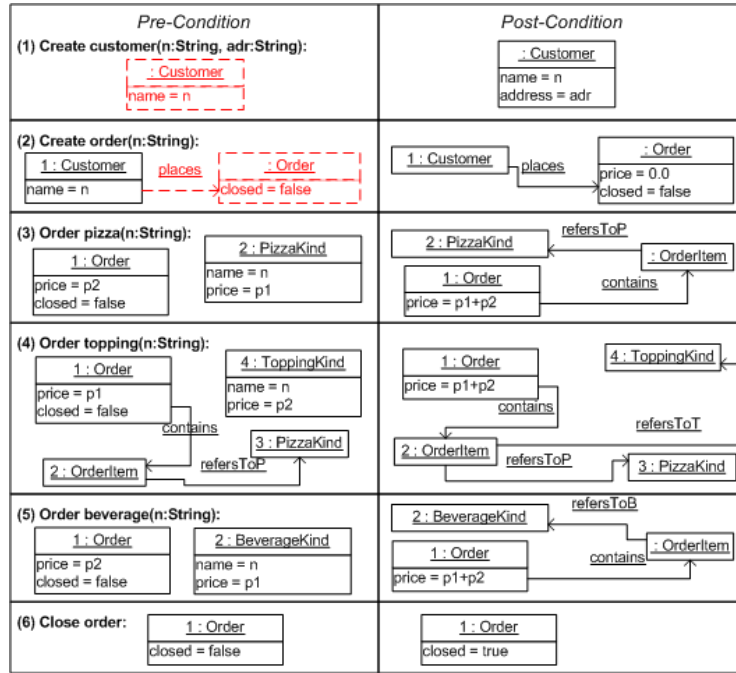 Pre-Condition
Post-Condition
(1) Create customer(n:String, adr:String):
: Customer
name = n
: Customer
name = n
address = adr
(2) Create order(n:String):
1 : Customer
name = n
places
: Order
closed = false
1 : Customer
places
: Order
price = 0.0
closed = false
(3) Order pizza(n:String):
1 : Order
price = p2
closed = false
2 : PizzaKind
name = n
price = p1
2 : PizzaKind
refersToP
: OrderItem
1 : Order
price = p1+p2
contains
(4) Order topping(n:String):
1 : Order
price = p1
closed = false
contains
4 : ToppingKind
name = n
price = p2
2 : OrderItem
refersToP
3 : PizzaKind
1 : Order
price = p1+p2
contains
4 : ToppingKind
refersToT
2 : OrderItem
refersToP
3 : PizzaKind
(5) Order beverage(n:String):
1 : Order
price = p2
closed = false
2 : BeverageKind
name = n
price = p1
2 : BeverageKind
refersToB
: OrderItem
1 : Order
price = p1+p2
contains
(6) Close order:
1 : Order
closed = false
1 : Order
closed = true